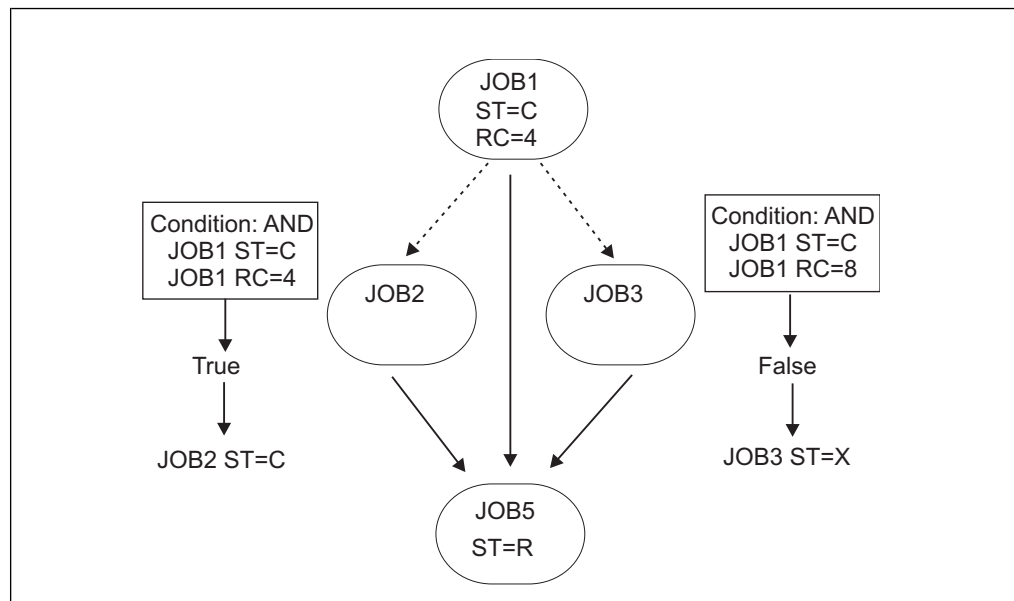 JOB1
ST=C
RC=4
Condition: AND
JOB1 ST=C
JOB1 RC=4
Condition: AND
JOB1 ST=C
JOB1 RC=8
JOB2
JOB3
True
False
JOB2 ST=C
JOB3 ST=X
JOB5
ST=R